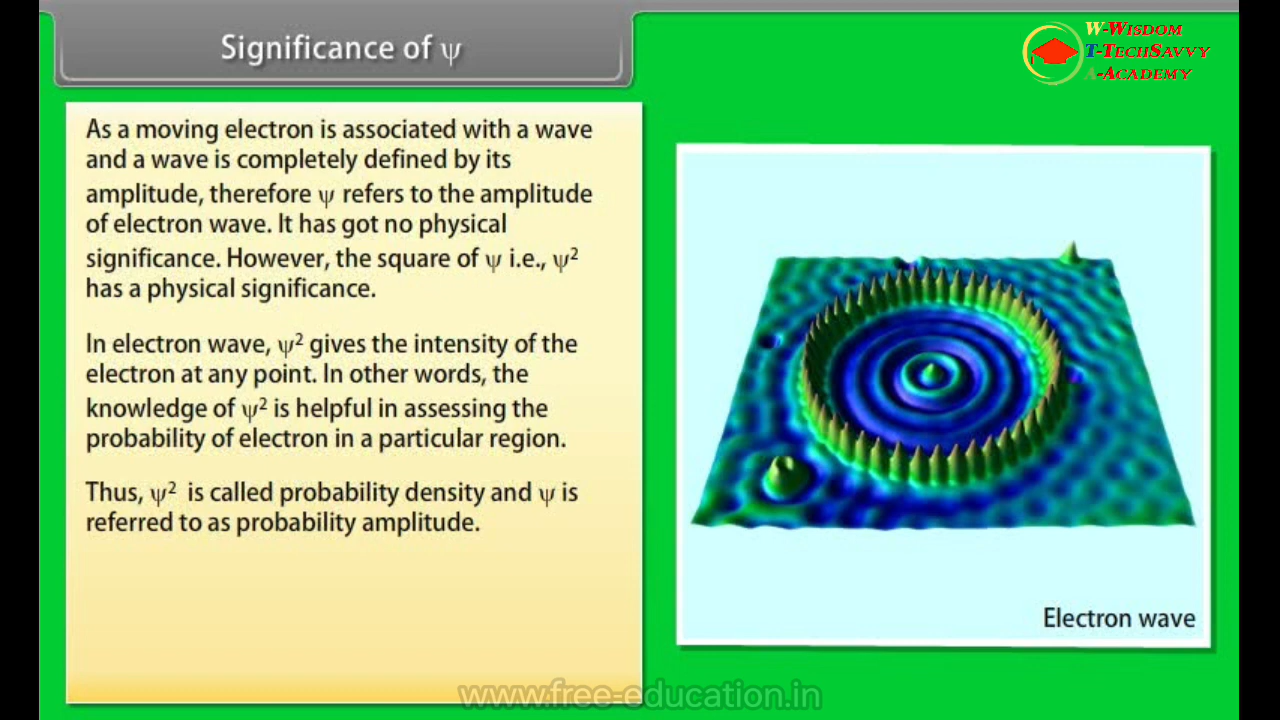 Significance of ψ
W-Wisdom
T-TechSavvy
A-Academy
As a moving electron is associated with a wave
and a wave is completely defined by its
amplitude, therefore ψ refers to the amplitude
of electron wave. It has got no physical
significance. However, the square of ψ i.e., ψ²
has a physical significance.
In electron wave, ψ² gives the intensity of the
electron at any point. In other words, the
knowledge of ψ² is helpful in assessing the
probability of electron in a particular region.
Thus, ψ² is called probability density and ψ is
referred to as probability amplitude.
Electron wave
www.free-education.in